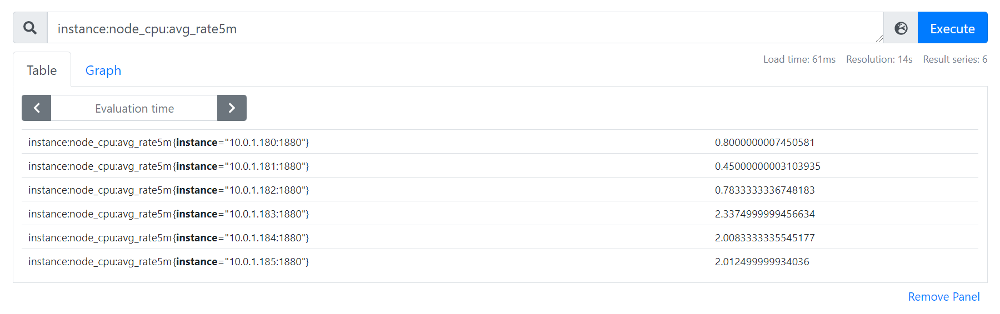 instance:node_cpu:avg_rate5m
Execute
Table
Graph
Load time: 61ms Resolution: 14s Result series: 6
Evaluation time
instance:node_cpu:avg_rate5m{instance="10.0.1.180:1880"} 0.8000000007450581
instance:node_cpu:avg_rate5m{instance="10.0.1.181:1880"} 0.45000000003103935
instance:node_cpu:avg_rate5m{instance="10.0.1.182:1880"} 0.7833333336748183
instance:node_cpu:avg_rate5m{instance="10.0.1.183:1880"} 2.3374999999456634
instance:node_cpu:avg_rate5m{instance="10.0.1.184:1880"} 2.0083333335545177
instance:node_cpu:avg_rate5m{instance="10.0.1.185:1880"} 2.012499999934036
Remove Panel